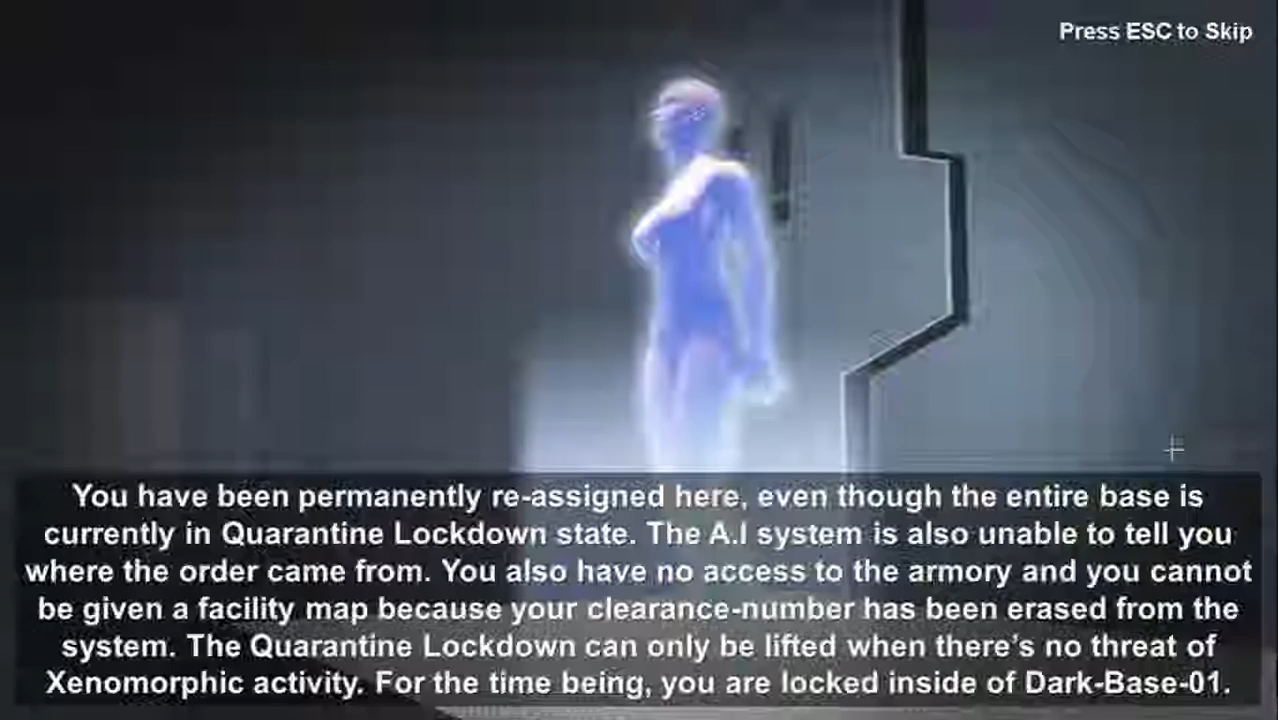 Press ESC to Skip
You have been permanently re-assigned here, even though the entire base is
currently in Quarantine Lockdown state. The A.I system is also unable to tell you
where the order came from. You also have no access to the armory and you cannot
be given a facility map because your clearance-number has been erased from the
system. The Quarantine Lockdown can only be lifted when there's no threat of
Xenomorphic activity. For the time being, you are locked inside of Dark-Base-01.